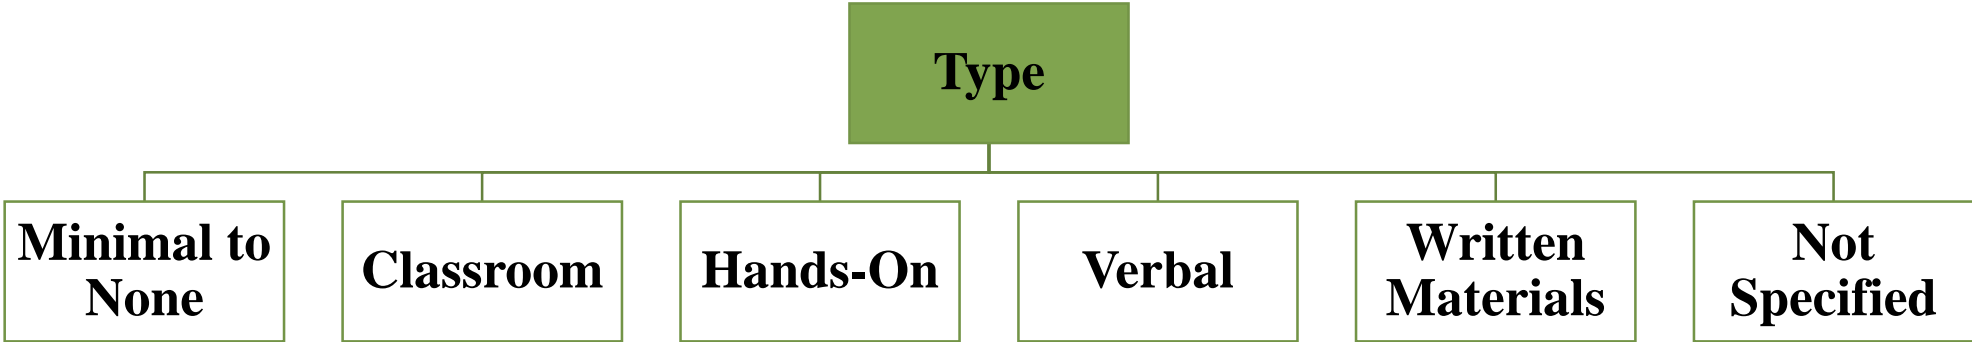 Type
Minimal to
None
Classroom
Hands-On
Verbal
Written
Materials
Not
Specified